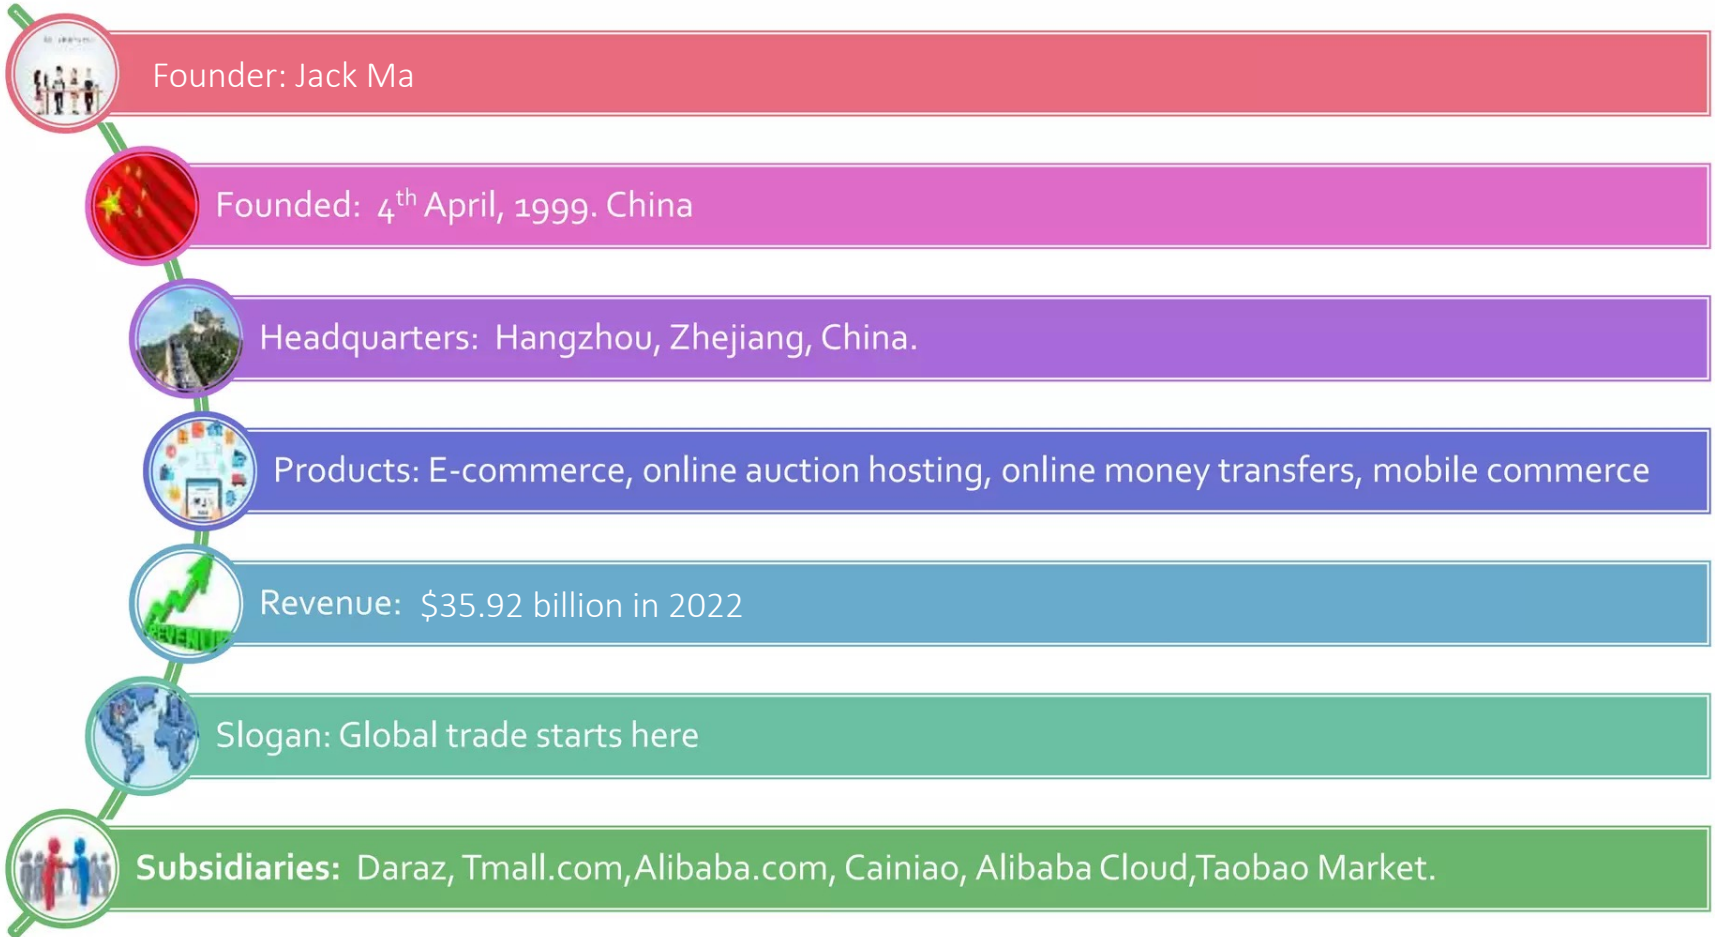 Founder: Jack Ma
Founded: 4th April, 1999. China
Headquarters: Hangzhou, Zhejiang, China.
Products: E-commerce, online auction hosting, online money transfers, mobile commerce
Revenue: $35.92 billion in 2022
REVENUE
Slogan: Global trade starts here
Subsidiaries: Daraz, Tmall.com,Alibaba.com, Cainiao, Alibaba Cloud,Taobao Market.